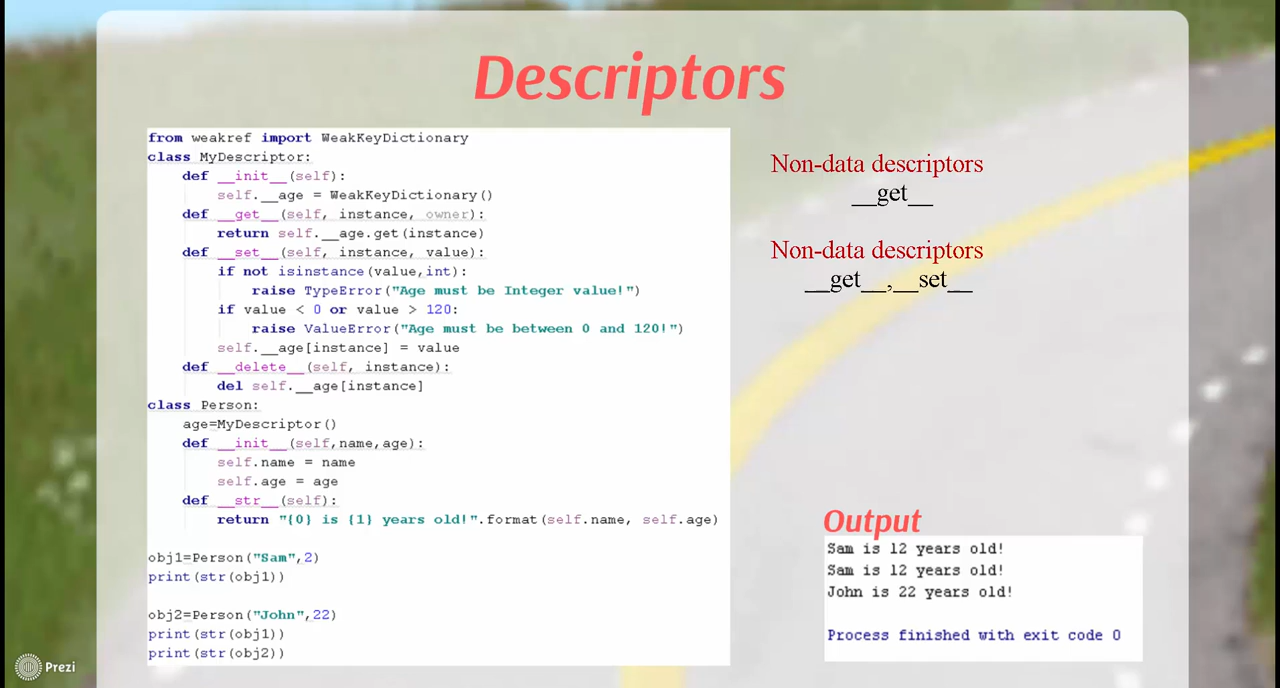 Descriptors
from weakref import WeakKeyDictionary
class MyDescriptor:
    def __init__(self):
        self.__age = WeakKeyDictionary()
    def __get__(self, instance, owner):
        return self.__age.get(instance)
    def __set__(self, instance, value):
        if not isinstance(value,int):
            raise TypeError("Age must be Integer value!")
        if value < 0 or value > 120:
            raise ValueError("Age must be between 0 and 120!")
        self.__age[instance] = value
    def __delete__(self, instance):
        del self.__age[instance]
class Person:
    age=MyDescriptor()
    def __init__(self,name,age):
        self.name = name
        self.age = age
    def __str__(self):
        return "{0} is {1} years old!".format(self.name, self.age)

obj1=Person("Sam",2)
print(str(obj1))

obj2=Person("John",22)
print(str(obj1))
print(str(obj2))
Non-data descriptors
__get__
Non-data descriptors
__get__,__set__
Output
Sam is 12 years old!
Sam is 12 years old!
John is 22 years old!
Process finished with exit code 0
Prezi